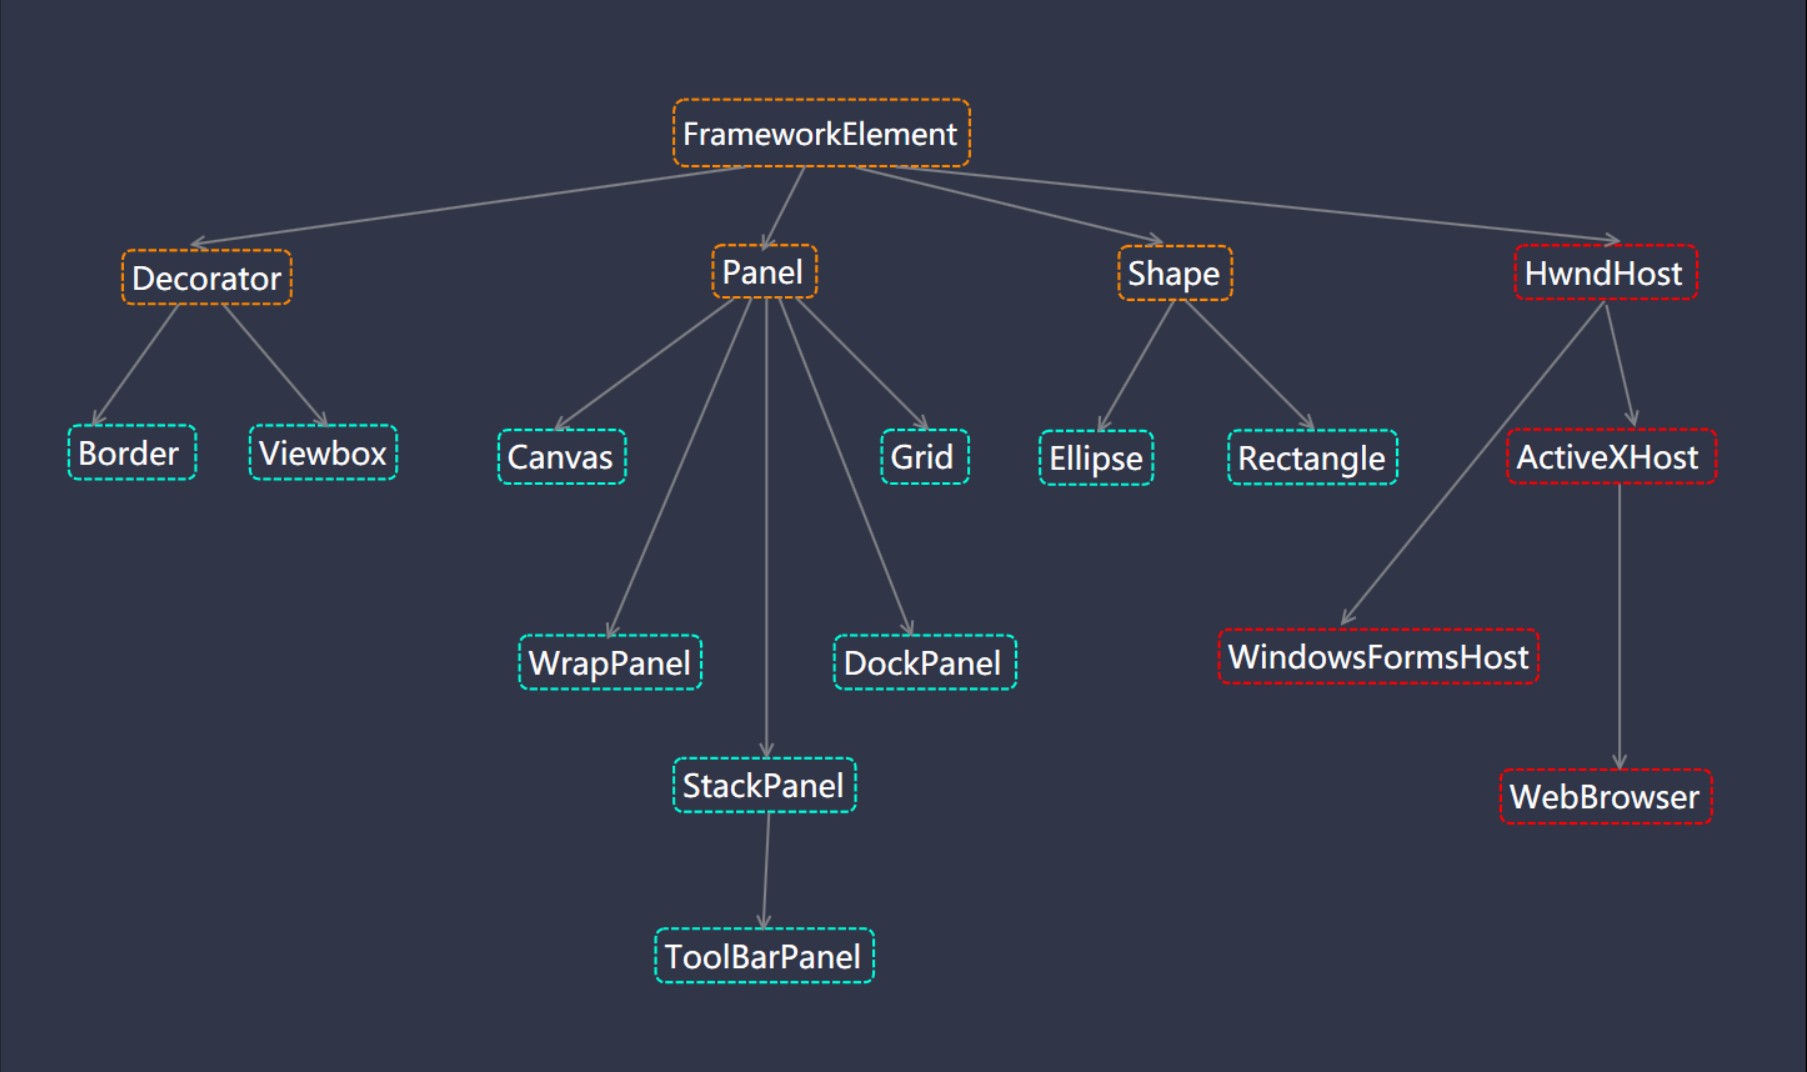 FrameworkElement
Decorator
Panel
Shape
HwndHost
Border
Viewbox
Canvas
Grid
Ellipse
Rectangle
ActiveXHost
WrapPanel
DockPanel
WindowsFormsHost
StackPanel
WebBrowser
ToolBarPanel